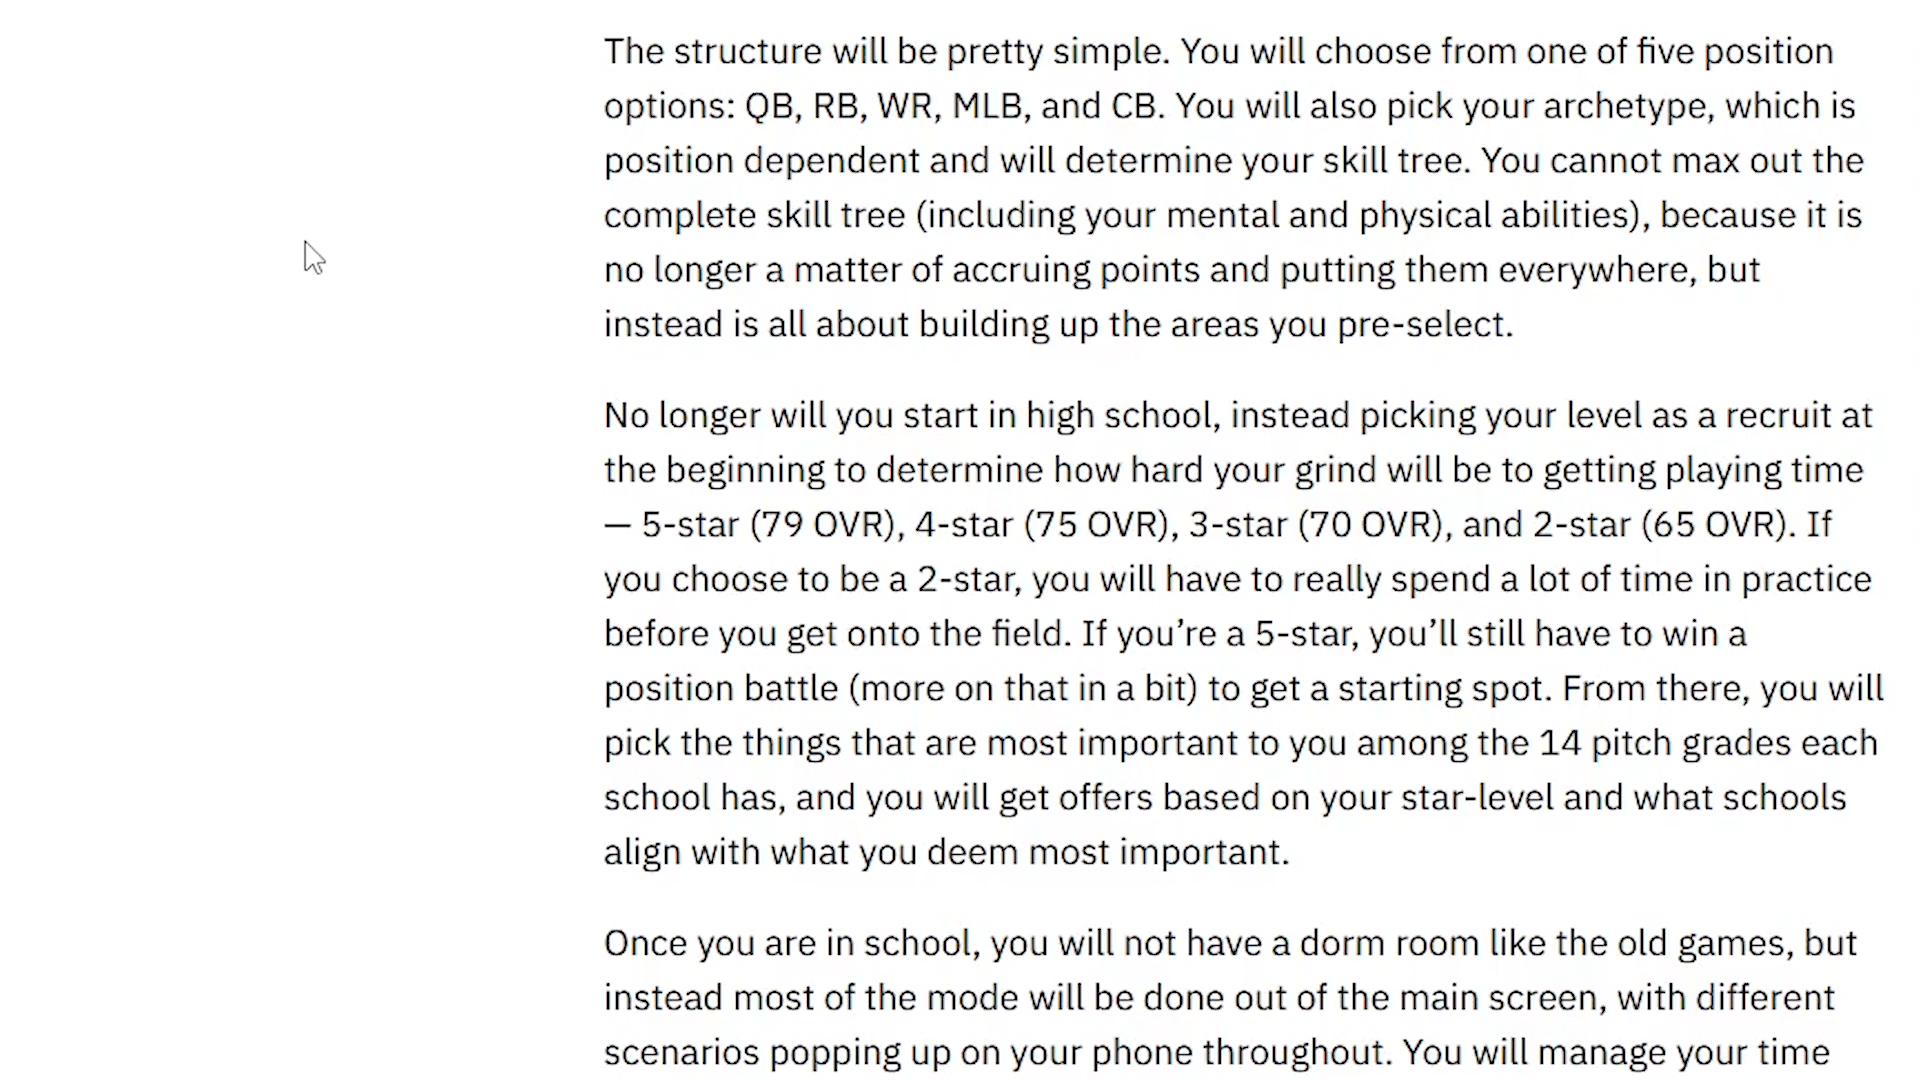 The structure will be pretty simple. You will choose from one of five position
options: QB, RB, WR, MLB, and CB. You will also pick your archetype, which is
position dependent and will determine your skill tree. You cannot max out the
complete skill tree (including your mental and physical abilities), because it is
no longer a matter of accruing points and putting them everywhere, but
instead is all about building up the areas you pre-select.
No longer will you start in high school, instead picking your level as a recruit at
the beginning to determine how hard your grind will be to getting playing time
— 5-star (79 OVR), 4-star (75 OVR), 3-star (70 OVR), and 2-star (65 OVR). If
you choose to be a 2-star, you will have to really spend a lot of time in practice
before you get onto the field. If you’re a 5-star, you’ll still have to win a
position battle (more on that in a bit) to get a starting spot. From there, you will
pick the things that are most important to you among the 14 pitch grades each
school has, and you will get offers based on your star-level and what schools
align with what you deem most important.
Once you are in school, you will not have a dorm room like the old games, but
instead most of the mode will be done out of the main screen, with different
scenarios popping up on your phone throughout. You will manage your time